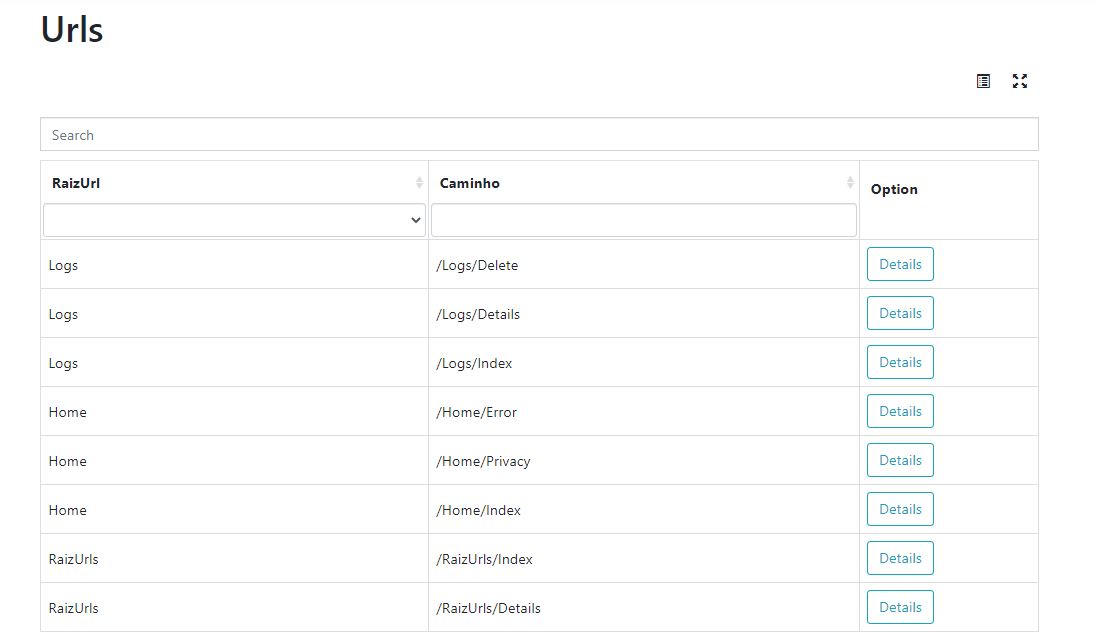 Urls
Search
RaizUrl Caminho Option
Logs /Logs/Delete Details
Logs /Logs/Details Details
Logs /Logs/Index Details
Home /Home/Error Details
Home /Home/Privacy Details
Home /Home/Index Details
RaizUrls /RaizUrls/Index Details
RaizUrls /RaizUrls/Details Details